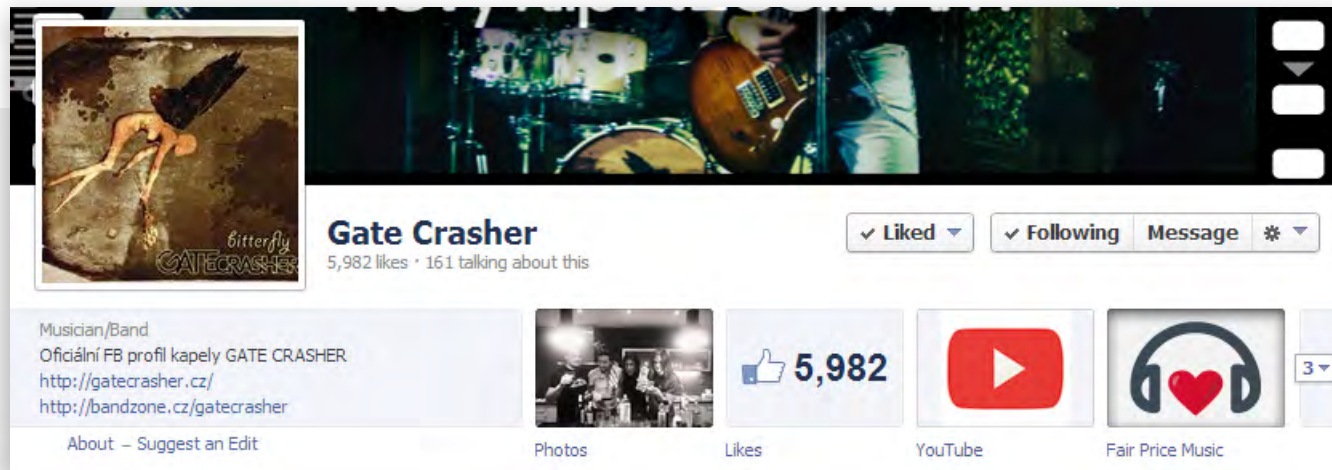 bitterfly
GATECRASHER
Gate Crasher
5,982 likes · 161 talking about this
✓ Liked
✓ Following
Message
Musician/Band
Oficiální FB profil kapely GATE CRASHER
http://gatecrasher.cz/
http://bandzone.cz/gatecrasher
About – Suggest an Edit
5,982
3
Photos
Likes
YouTube
Fair Price Music